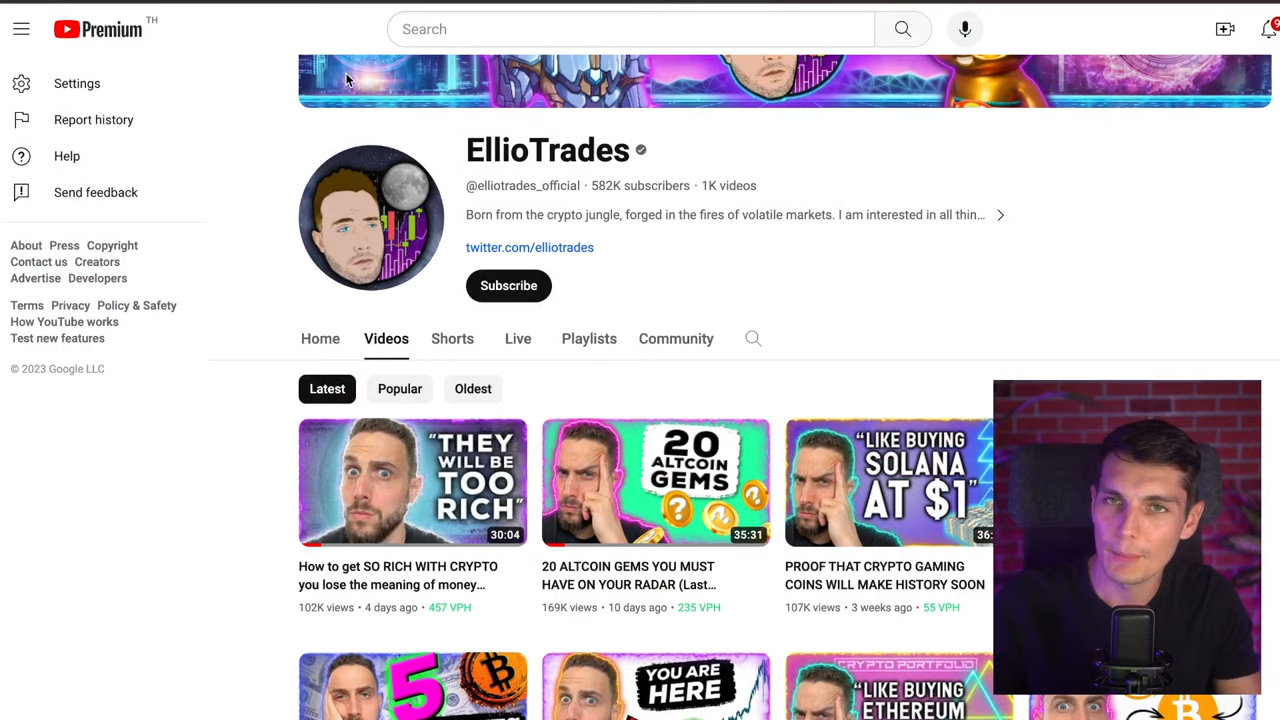 Premium TH
Search
9
Settings
Report history
Help
Send feedback
About Press Copyright
Contact us Creators
Advertise Developers
Terms Privacy Policy & Safety
How YouTube works
Test new features
© 2023 Google LLC
EllioTrades
@elliotrades_official · 582K subscribers · 1K videos
Born from the crypto jungle, forged in the fires of volatile markets. I am interested in all thin...
twitter.com/elliotrades
Subscribe
Home Videos Shorts Live Playlists Community
Latest Popular Oldest
"THEY
WILL BE
TOO
RICH"
30:04
20
ALTCOIN
GEMS
35:31
"LIKE BUYING
SOLANA
AT $1"
36:
How to get SO RICH WITH CRYPTO
you lose the meaning of money...
102K views • 4 days ago • 457 VPH
20 ALTCOIN GEMS YOU MUST
HAVE ON YOUR RADAR (Last...
169K views • 10 days ago • 235 VPH
PROOF THAT CRYPTO GAMING
COINS WILL MAKE HISTORY SOON
107K views • 3 weeks ago • 55 VPH
5
YOU ARE
HERE
CRYPTO PORTFOLIO
"LIKE BUYING
ETHEREUM